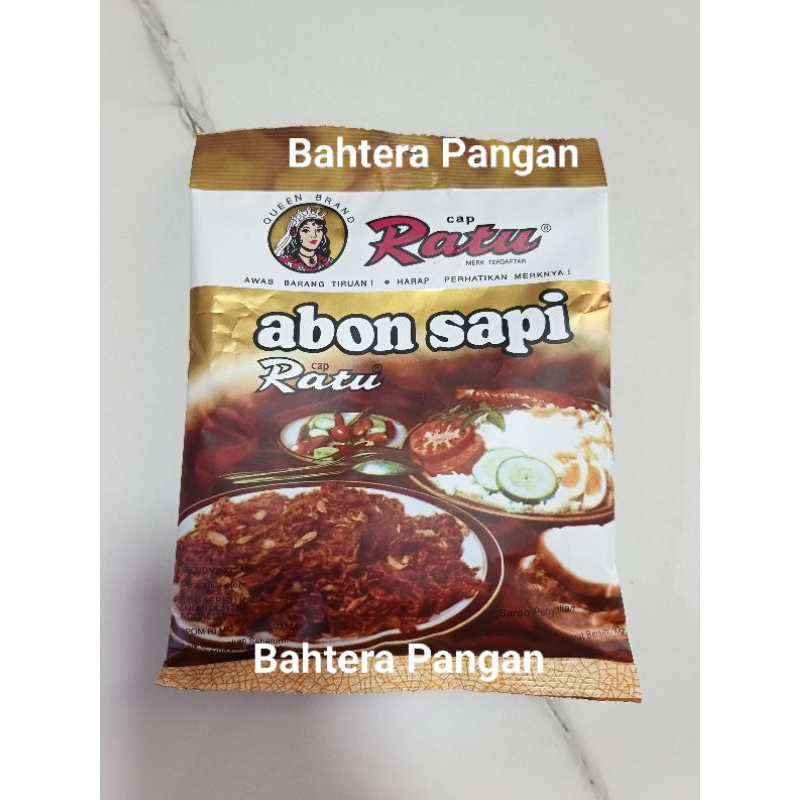 Bahtera Pangan
QUEEN BRAND
cap
Ratu®
MERK TERDAFTAR
AWAS BARANG TIRUAN! • HARAP PERHATIKAN MERKNYA!
abon sapi
cap
Ratu®
Saran Penyajian
Bahtera Pangan